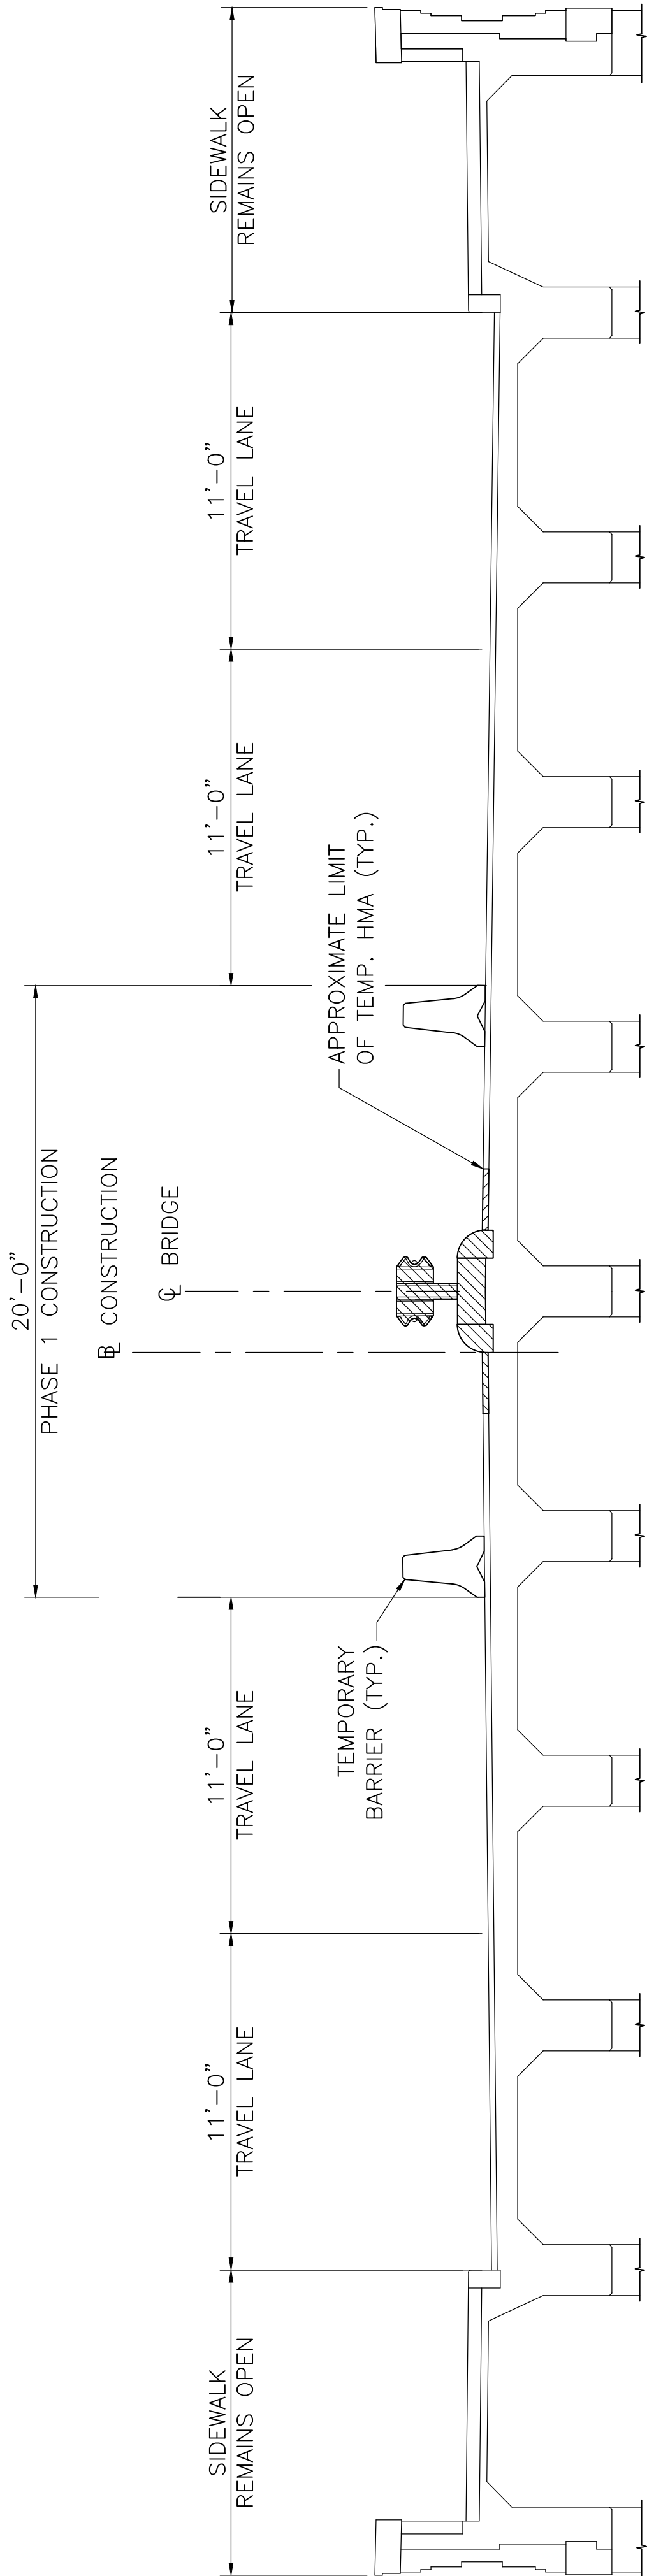 20'-0"
PHASE 1 CONSTRUCTION
B CONSTRUCTION
CL BRIDGE
SIDEWALK
REMAINS OPEN
11'-0"
TRAVEL LANE
11'-0"
TRAVEL LANE
11'-0"
TRAVEL LANE
11'-0"
TRAVEL LANE
SIDEWALK
REMAINS OPEN
TEMPORARY
BARRIER (TYP.)
APPROXIMATE LIMIT
OF TEMP. HMA (TYP.)